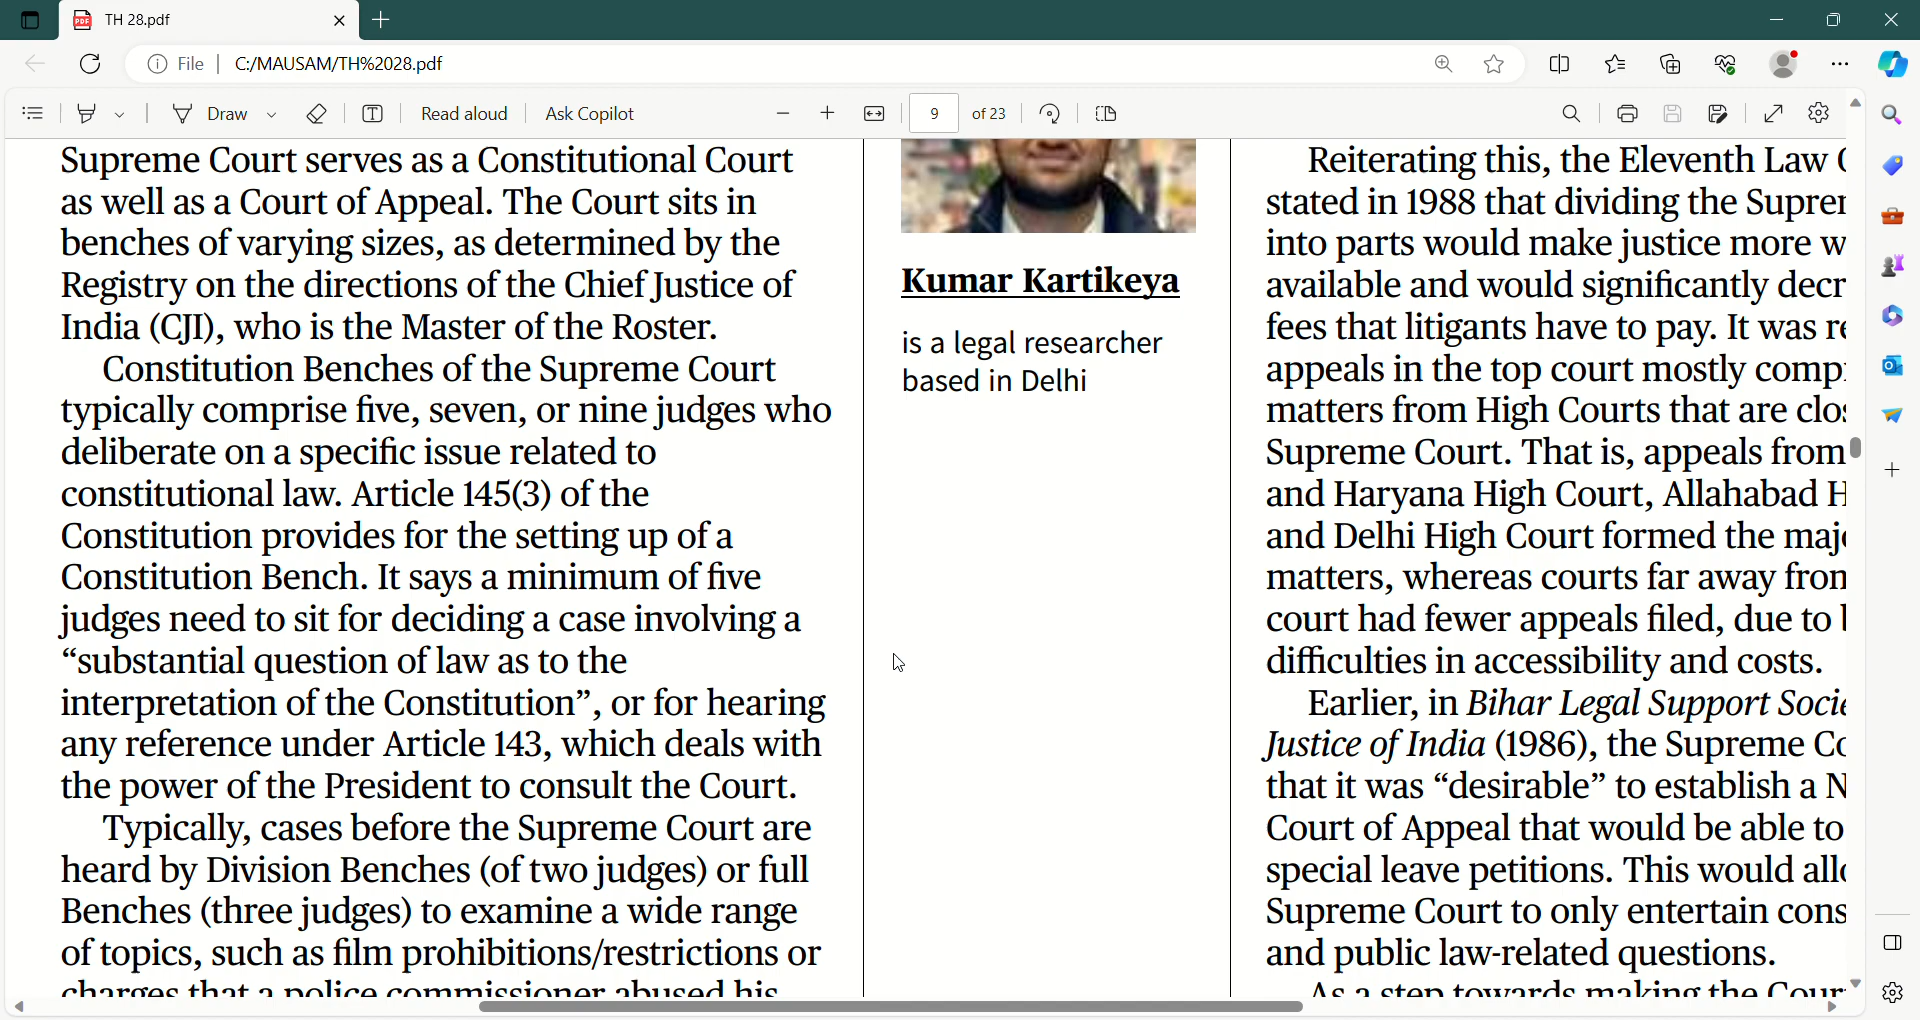 TH 28.pdf
File
C:/MAUSAM/TH%2028.pdf
Draw
Read aloud
Ask Copilot
9
of 23
Supreme Court serves as a Constitutional Court
as well as a Court of Appeal. The Court sits in
benches of varying sizes, as determined by the
Registry on the directions of the Chief Justice of
India (CJI), who is the Master of the Roster.
Constitution Benches of the Supreme Court
typically comprise five, seven, or nine judges who
deliberate on a specific issue related to
constitutional law. Article 145(3) of the
Constitution provides for the setting up of a
Constitution Bench. It says a minimum of five
judges need to sit for deciding a case involving a
“substantial question of law as to the
interpretation of the Constitution”, or for hearing
any reference under Article 143, which deals with
the power of the President to consult the Court.
Typically, cases before the Supreme Court are
heard by Division Benches (of two judges) or full
Benches (three judges) to examine a wide range
of topics, such as film prohibitions/restrictions or
charges that a police commissioner abused his
Kumar Kartikeya
is a legal researcher
based in Delhi
Reiterating this, the Eleventh Law
stated in 1988 that dividing the
into parts would make justice more
available and would significantly
fees that litigants have to pay. It was
appeals in the top court mostly
matters from High Courts that are
Supreme Court. That is, appeals from
and Haryana High Court, Allahabad
and Delhi High Court formed the
matters, whereas courts far away
court had fewer appeals filed, due to
difficulties in accessibility and costs.
Earlier, in Bihar Legal Support
Justice of India (1986), the Supreme
that it was “desirable” to establish a
Court of Appeal that would be able to
special leave petitions. This would
Supreme Court to only entertain
and public law-related questions.
As a step towards making the